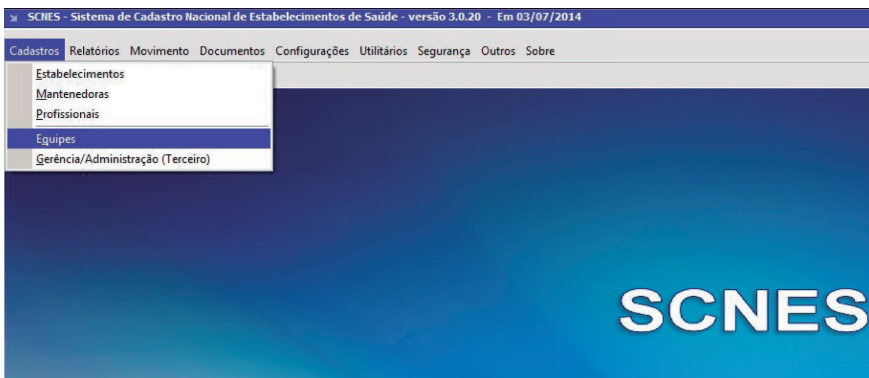 SCNES - Sistema de Cadastro Nacional de Estabelecimentos de Saúde - versão 3.0.20 - Em 03/07/2014
Cadastros Relatórios Movimento Documentos Configurações Utilitários Segurança Outros Sobre
Estabelecimentos
Mantenedoras
Profissionais
Equipes
Gerência/Administração (Terceiro)
SCNES